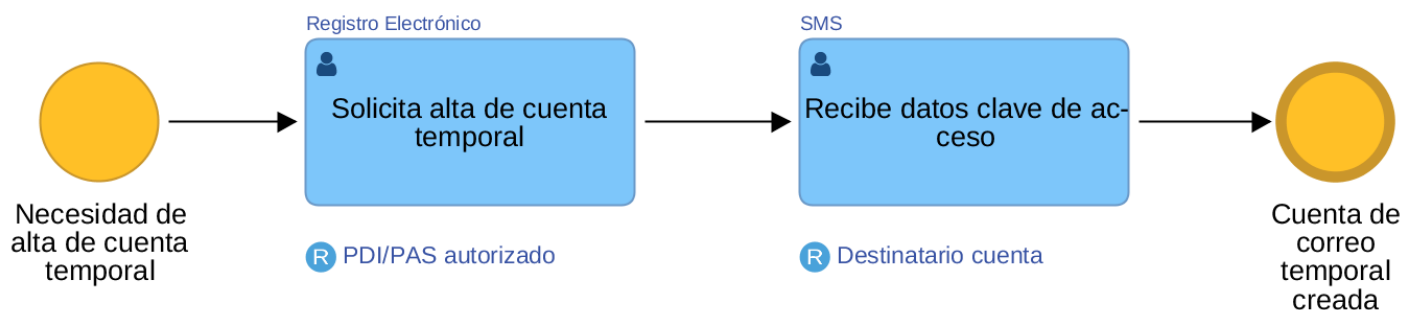 Registro Electrónico
SMS
Solicita alta de cuenta
temporal
Recibe datos clave de ac-
ceso
Necesidad de
alta de cuenta
temporal
R PDI/PAS autorizado
R Destinatario cuenta
Cuenta de
correo
temporal
creada